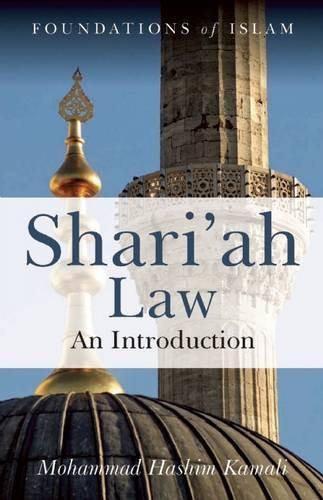 FOUNDATIONS of ISLAM
Shari'ah
Law
An Introduction
Mohammad Hashim Kamali